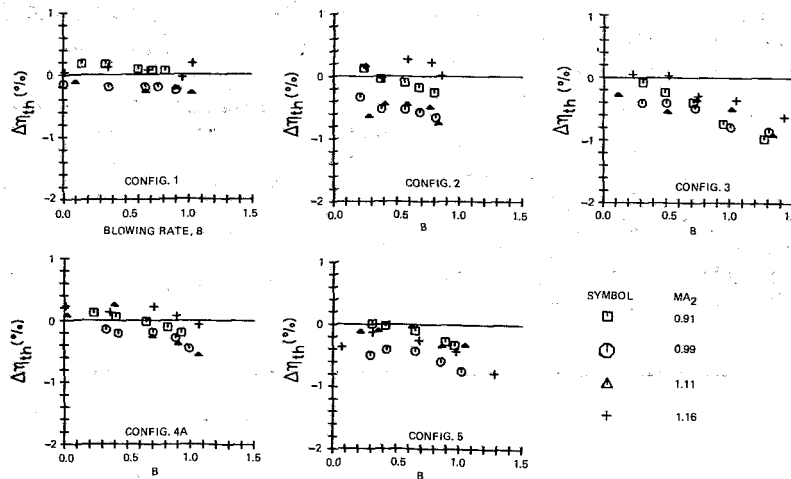 Δη_th (%)
1
0
−1
−2
CONFIG. 1
0.0 0.5 1.0 1.5
BLOWING RATE, B
Δη_th (%)
1
0
−1
−2
CONFIG. 2
0.0 0.5 1.0 1.5
B
Δη_th (%)
1
0
−1
−2
CONFIG. 3
0.0 0.5 1.0 1.5
B
Δη_th (%)
1
0
−1
−2
CONFIG. 4A
0.0 0.5 1.0 1.5
B
Δη_th (%)
1
0
−1
−2
CONFIG. 5
0.0 0.5 1.0 1.5
B
SYMBOL MA₂
0.91
0.99
1.11
+ 1.16